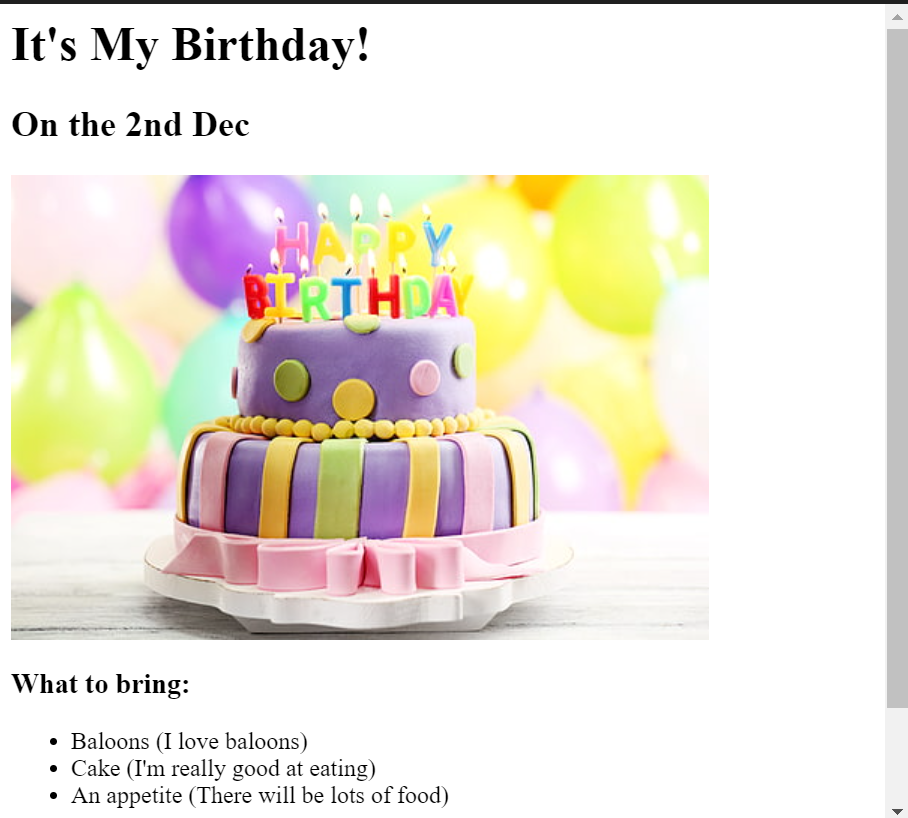 It's My Birthday!
On the 2nd Dec
HAPPY
BIRTHDAY
What to bring:
Baloons (I love baloons)
Cake (I'm really good at eating)
An appetite (There will be lots of food)